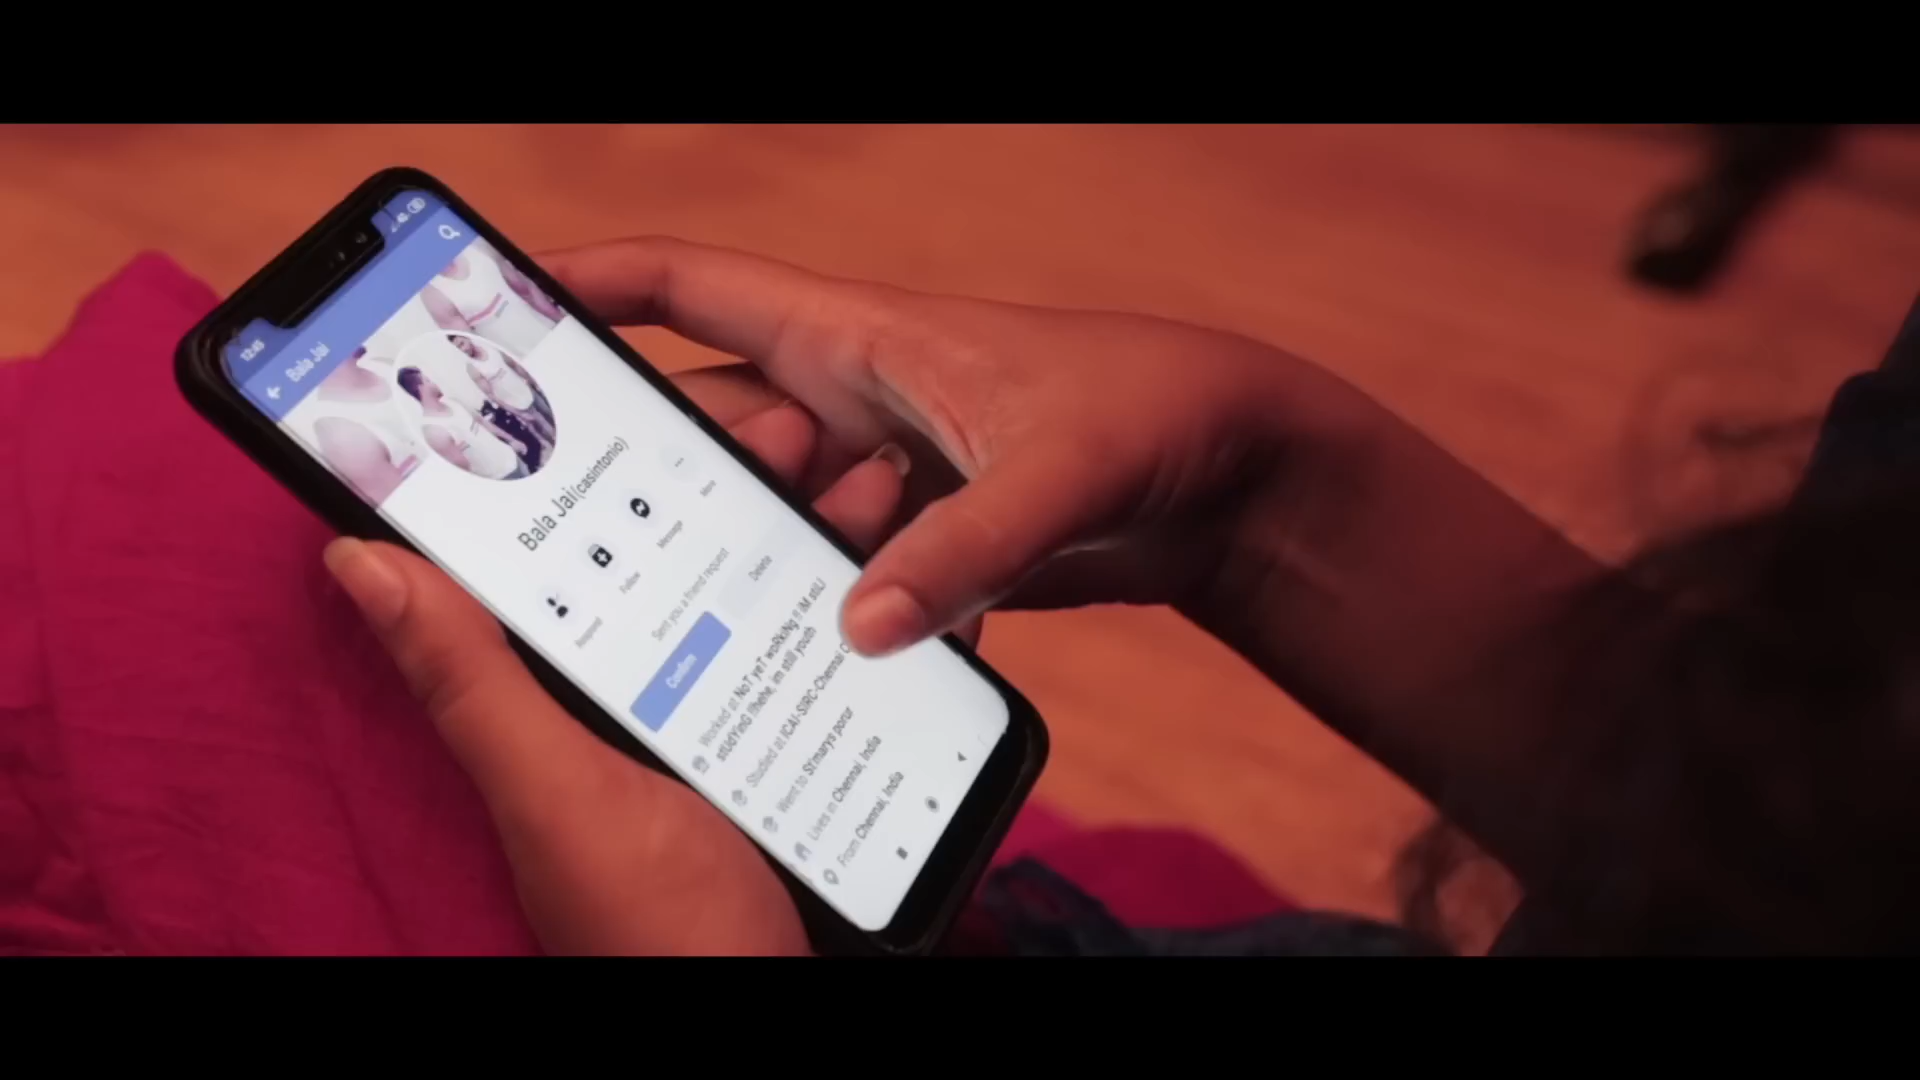 12:45
Bala Jai
Bala Jai(casintonio)
Respond
Follow
Message
More
Sent you a friend request
Confirm
Delete
Worked at NoT yeT woRkiNg !! iM stiLl
stUdYinG !!hehe, im still youth
Studied at ICAI-SIRC-Chennai
Went to St'marys porur
Lives in Chennai, India
From Chennai, India